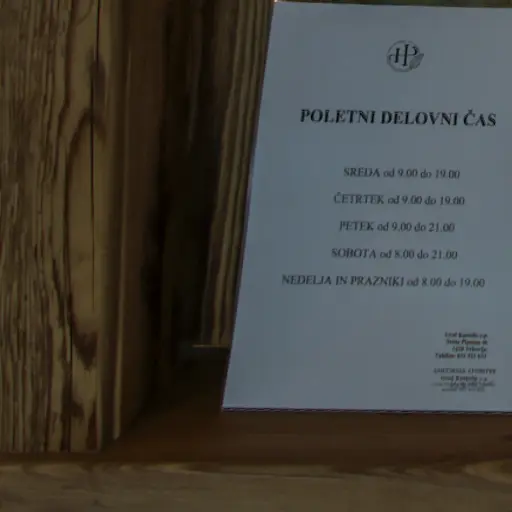 HP
POLETNI DELOVNI ČAS
SREDA od 9.00 do 19.00
ČETRTEK od 9.00 do 19.00
PETEK od 9.00 do 21.00
SOBOTA od 8.00 do 21.00
NEDELJA IN PRAZNIKI od 8.00 do 19.00